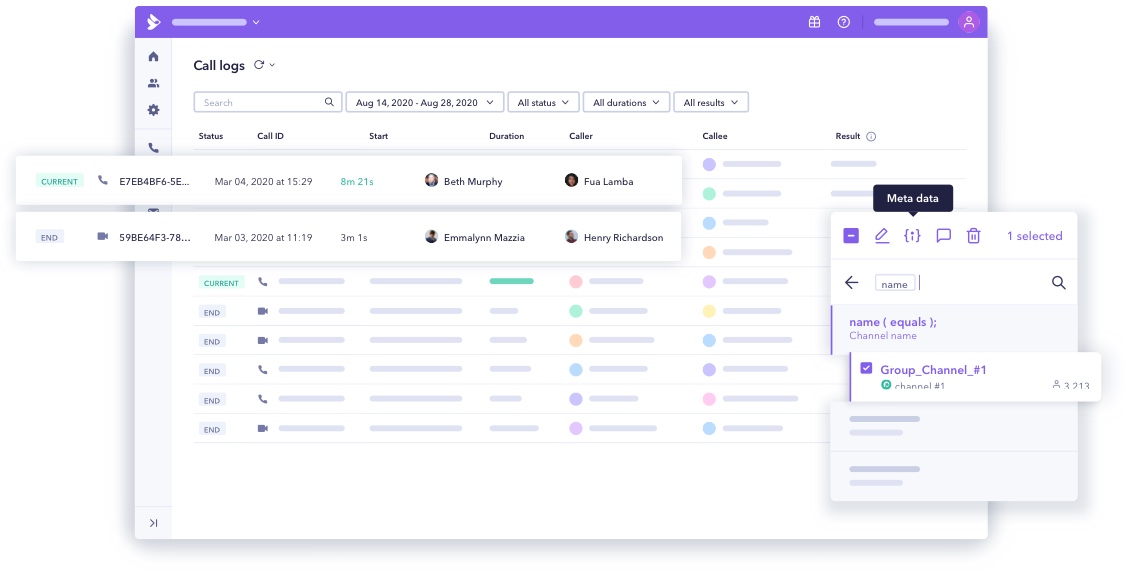 Call logs
Search
Aug 14, 2020 - Aug 28, 2020
All status
All durations
All results
Status Call ID Start Duration Caller Callee Result
CURRENT E7EB4BF6-5E... Mar 04, 2020 at 15:29 8m 21s Beth Murphy Fua Lamba
END 59BE64F3-78... Mar 03, 2020 at 11:19 3m 1s Emmalynn Mazzia Henry Richardson
CURRENT
END
END
END
END
END
Meta data
1 selected
name
name ( equals );
Channel name
Group_Channel_#1
channel #1 3,213